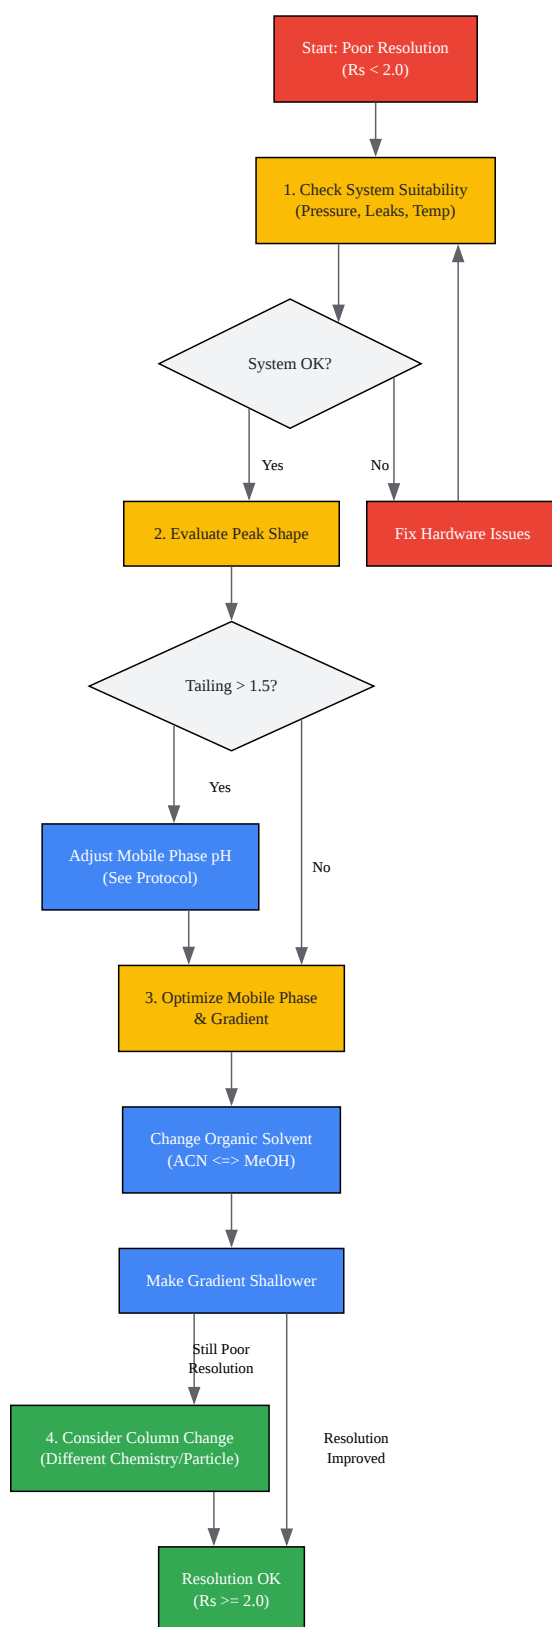 Start: Poor Resolution
(Rs < 2.0)
1. Check System Suitability
(Pressure, Leaks, Temp)
System OK?
Yes
No
2. Evaluate Peak Shape
Fix Hardware Issues
Tailing > 1.5?
Yes
Adjust Mobile Phase pH
(See Protocol)
No
3. Optimize Mobile Phase
& Gradient
Change Organic Solvent
(ACN <=> MeOH)
Make Gradient Shallower
Still Poor
Resolution
4. Consider Column Change
(Different Chemistry/Particle)
Resolution
Improved
Resolution OK
(Rs >= 2.0)